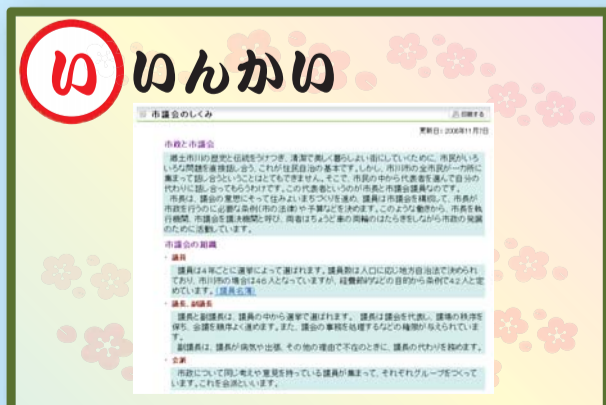 い いんかい
市議会のしくみ
印刷する
更新日：2008年11月7日
市政と市議会
郷土市川の歴史と伝統をうけつぎ、清潔で美しく暮らしよい街にしていくために、市民がいろ
いろな問題を直接話し合う、これが住民自治の基本です。しかし、市川市の全市民が一つ所に
集まって話し合うことはとてもできません。そこで、市民の中から代表者を選んで自分の
代わりに話し合ってもらうわけです。この代表者というのが市長と市議会議員なのです。
市長は、議会の意思にそって住みよいまちづくりを進め、議員は市議会を構成して、市長が
市政を行うのに必要な条例(市の法律)や予算などを決めます。このような働きから、市長を執
行機関、市議会を議決機関と呼び、両者はちょうど車の両輪のはたらきをしながら市政の発展
のために活動しています。
市議会の組織
・議員
議員は4年ごとに選挙によって選ばれます。議員数は人口に応じ地方自治法で決められ
ており、市川市の場合は46人となっていますが、経費節約などの目的から条例で42人と定
めています。(議員名簿)
・議長、副議長
議長と副議長は、議員の中から選挙で選ばれます。議長は議会を代表し、議場の秩序を
保ち、会議を順序よく進めます。また、議会の事務を処理するなどの権限が与えられていま
す。
副議長は、議長が病気や出張、その他の理由で不在のときに、議長の代わりを務めます。
・会派
市政について同じ考えや意見を持っている議員が集まって、それぞれグループをつくって
います。これを会派といいます。